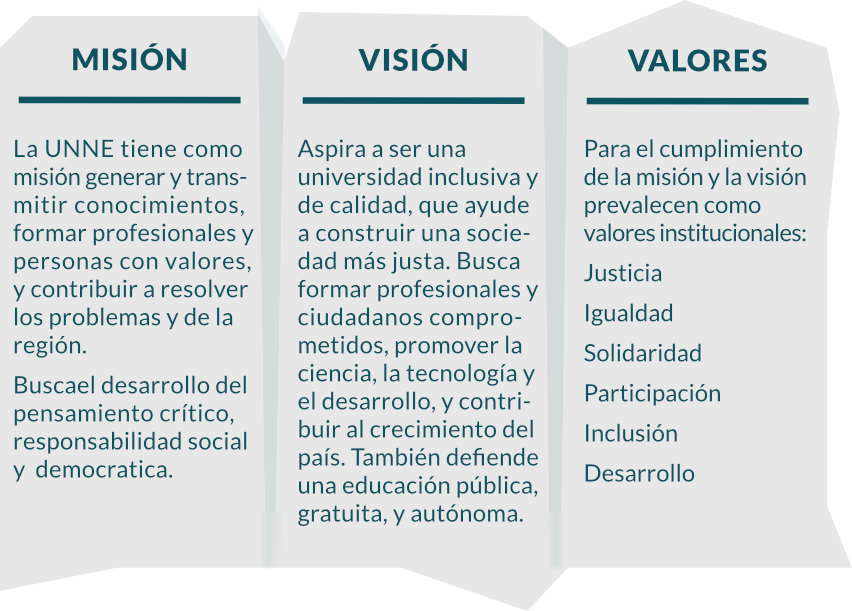 MISIÓN
La UNNE tiene como
misión generar y trans-
mitir conocimientos,
formar profesionales y
personas con valores,
y contribuir a resolver
los problemas y de la
región.
Buscael desarrollo del
pensamiento crítico,
responsabilidad social
y democratica.
VISIÓN
Aspira a ser una
universidad inclusiva y
de calidad, que ayude
a construir una socie-
dad más justa. Busca
formar profesionales y
ciudadanos compro-
metidos, promover la
ciencia, la tecnología y
el desarrollo, y contri-
buir al crecimiento del
país. También defiende
una educación pública,
gratuita, y autónoma.
VALORES
Para el cumplimiento
de la misión y la visión
prevalecen como
valores institucionales:
Justicia
Igualdad
Solidaridad
Participación
Inclusión
Desarrollo